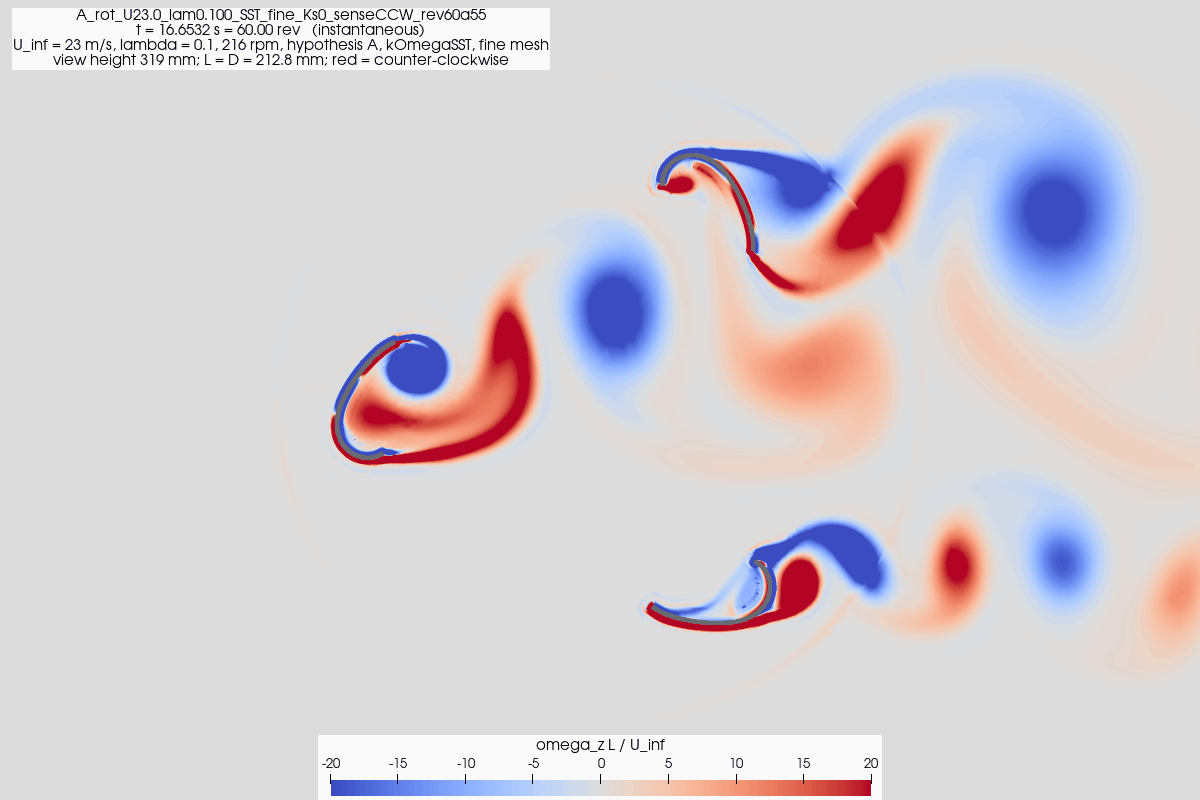 A_rot_U23.0_lam0.100_SST_fine_Ks0_senseCCW_rev60a55
t = 16.6532 s = 60.00 rev   (instantaneous)
U_inf = 23 m/s, lambda = 0.1, 216 rpm, hypothesis A, kOmegaSST, fine mesh
view height 319 mm; L = D = 212.8 mm; red = counter-clockwise
omega_z L / U_inf
-20 -15 -10 -5 0 5 10 15 20